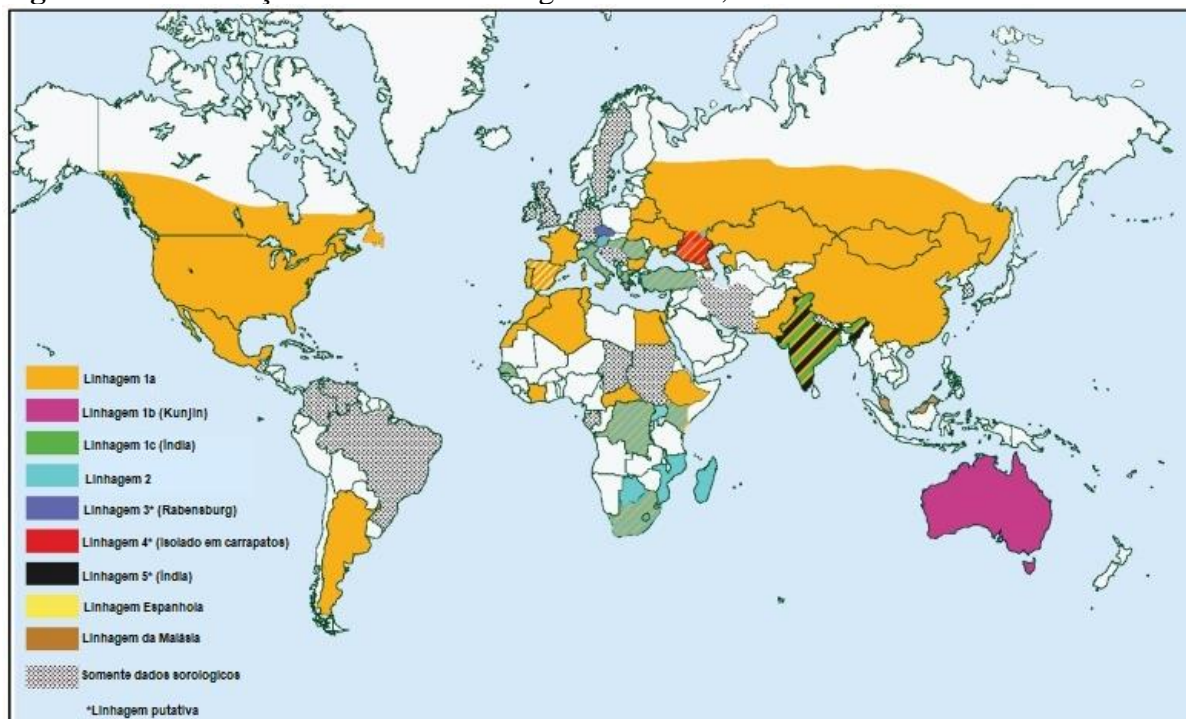 Linhagem 1a
Linhagem 1b (Kunjin)
Linhagem 1c (Índia)
Linhagem 2
Linhagem 3* (Rabensburg)
Linhagem 4* (Isolado em carrapatos)
Linhagem 5* (Índia)
Linhagem Espanhola
Linhagem da Malásia
Somente dados sorologicos
*Linhagem putativa